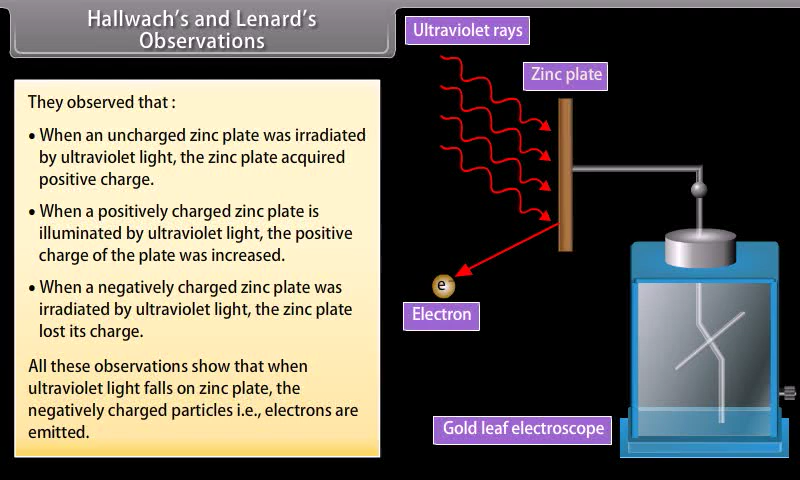 Hallwach's and Lenard's
Observations
They observed that :
• When an uncharged zinc plate was irradiated
by ultraviolet light, the zinc plate acquired
positive charge.
• When a positively charged zinc plate is
illuminated by ultraviolet light, the positive
charge of the plate was increased.
• When a negatively charged zinc plate was
irradiated by ultraviolet light, the zinc plate
lost its charge.
All these observations show that when
ultraviolet light falls on zinc plate, the
negatively charged particles i.e., electrons are
emitted.
Ultraviolet rays
Zinc plate
e
Electron
Gold leaf electroscope